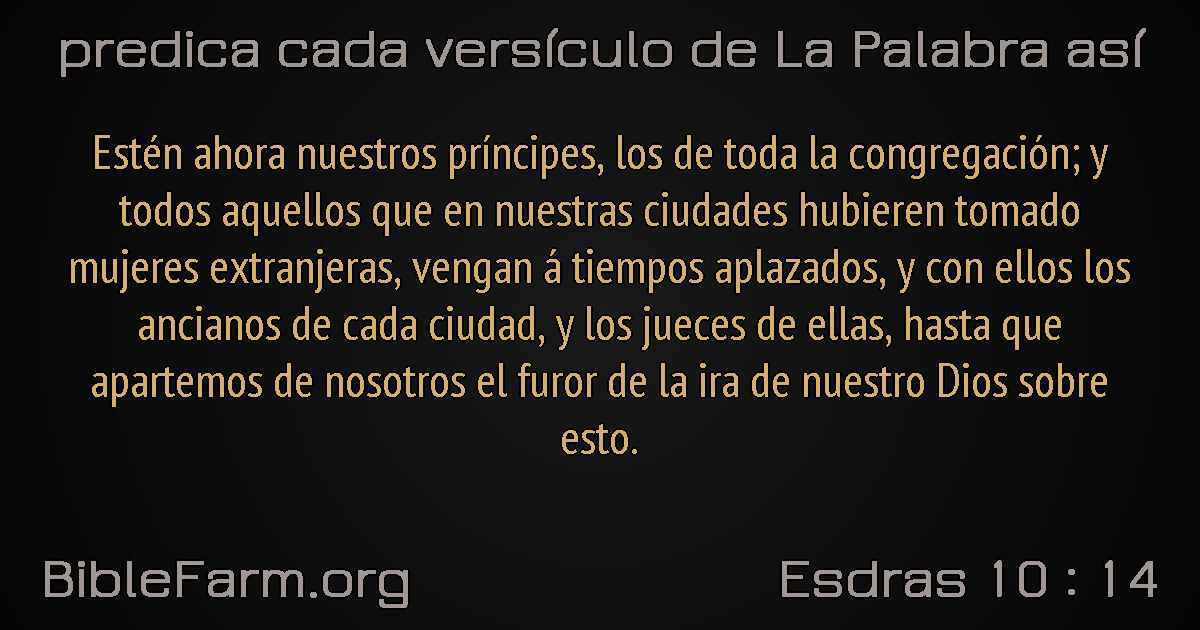 predica cada versículo de La Palabra así
Estén ahora nuestros príncipes, los de toda la congregación; y
todos aquellos que en nuestras ciudades hubieren tomado
mujeres extranjeras, vengan á tiempos aplazados, y con ellos los
ancianos de cada ciudad, y los jueces de ellas, hasta que
apartemos de nosotros el furor de la ira de nuestro Dios sobre
esto.
BibleFarm.org
Esdras 10 : 14